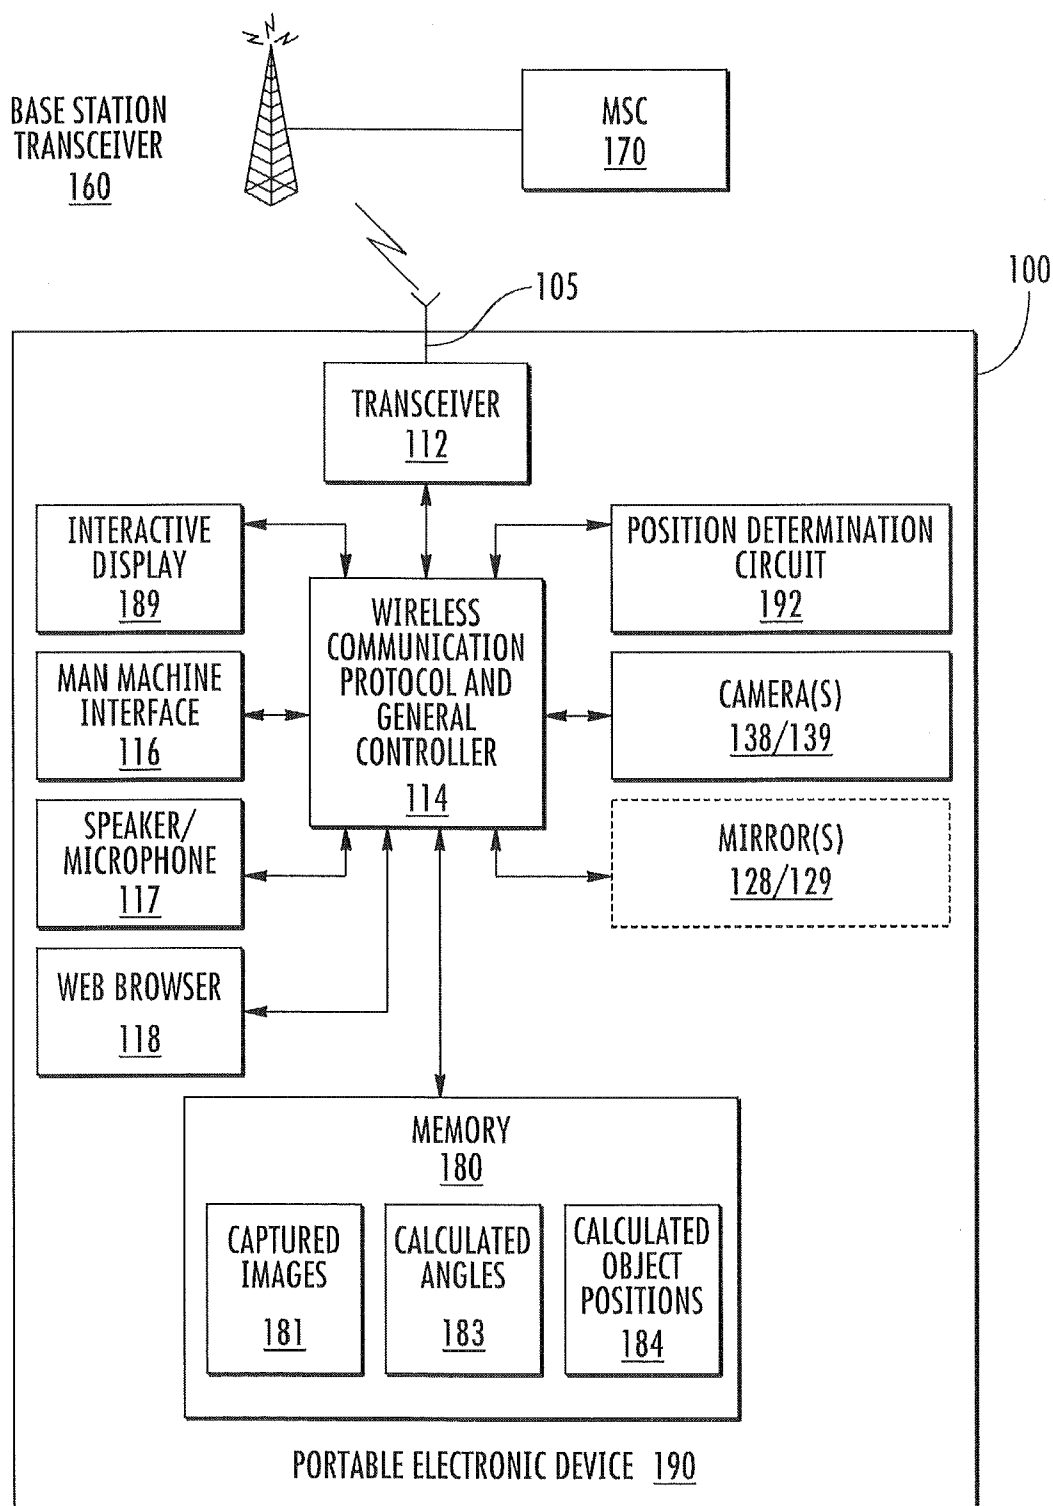 BASE STATION
TRANSCEIVER
160
MSC
170
105
100
TRANSCEIVER
112
INTERACTIVE
DISPLAY
189
POSITION DETERMINATION
CIRCUIT
192
WIRELESS
COMMUNICATION
PROTOCOL AND
GENERAL
CONTROLLER
114
MAN MACHINE
INTERFACE
116
CAMERA(S)
138/139
SPEAKER/
MICROPHONE
117
MIRROR(S)
128/129
WEB BROWSER
118
MEMORY
180
CAPTURED
IMAGES
181
CALCULATED
ANGLES
183
CALCULATED
OBJECT
POSITIONS
184
PORTABLE ELECTRONIC DEVICE 190